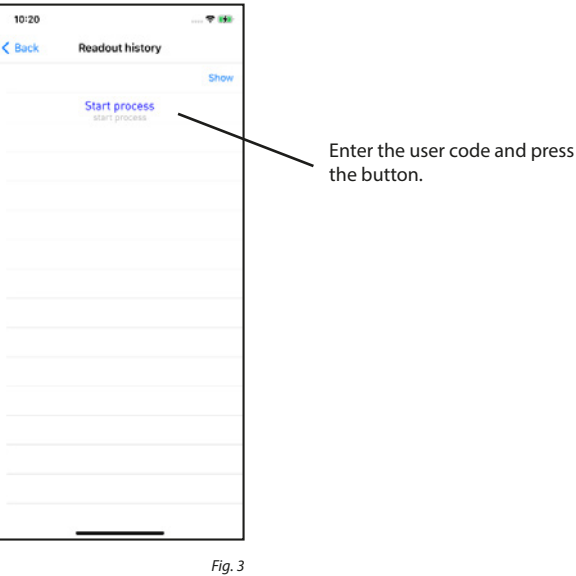 10:20
Back
Readout history
Show
Start process
start process
Enter the user code and press
the button.
Fig. 3